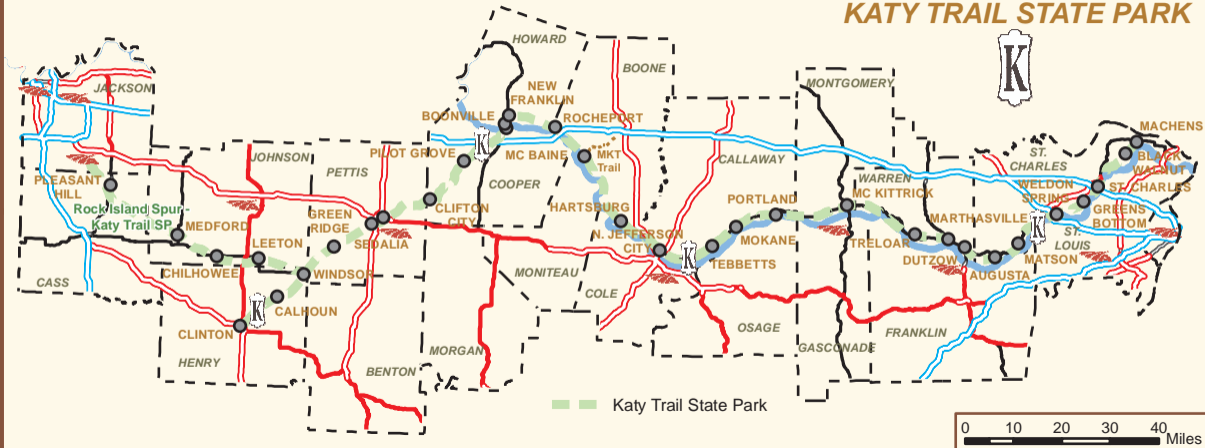 KATY TRAIL STATE PARK
K
HOWARD
BOONE
JACKSON
MONTGOMERY
NEW
FRANKLIN
BOONVILLE
ROCHEPORT
MACHENS
JOHNSON
PETTIS
PILOT GROVE
K
MC BAINE
MKT
Trail
CALLAWAY
ST.
CHARLES
BLACK
WALNUT
COOPER
PLEASANT
HILL
WARREN
WELDON
SPRING
ST. CHARLES
MC KITTRICK
CLIFTON
CITY
HARTSBURG
PORTLAND
MARTHASVILLE
GREENS
BOTTOM
Rock Island Spur -
Katy Trail SP
MEDFORD
GREEN
RIDGE
SEDALIA
N. JEFFERSON
CITY
K
MOKANE
TRELOAR
K
ST.
LOUIS
LEETON
TEBBETTS
DUTZOW
MATSON
CHILHOWEE
WINDSOR
MONITEAU
AUGUSTA
CASS
CALHOUN
COLE
K
CLINTON
OSAGE
FRANKLIN
HENRY
MORGAN
GASCONADE
BENTON
Katy Trail State Park
0 10 20 30 40 Miles